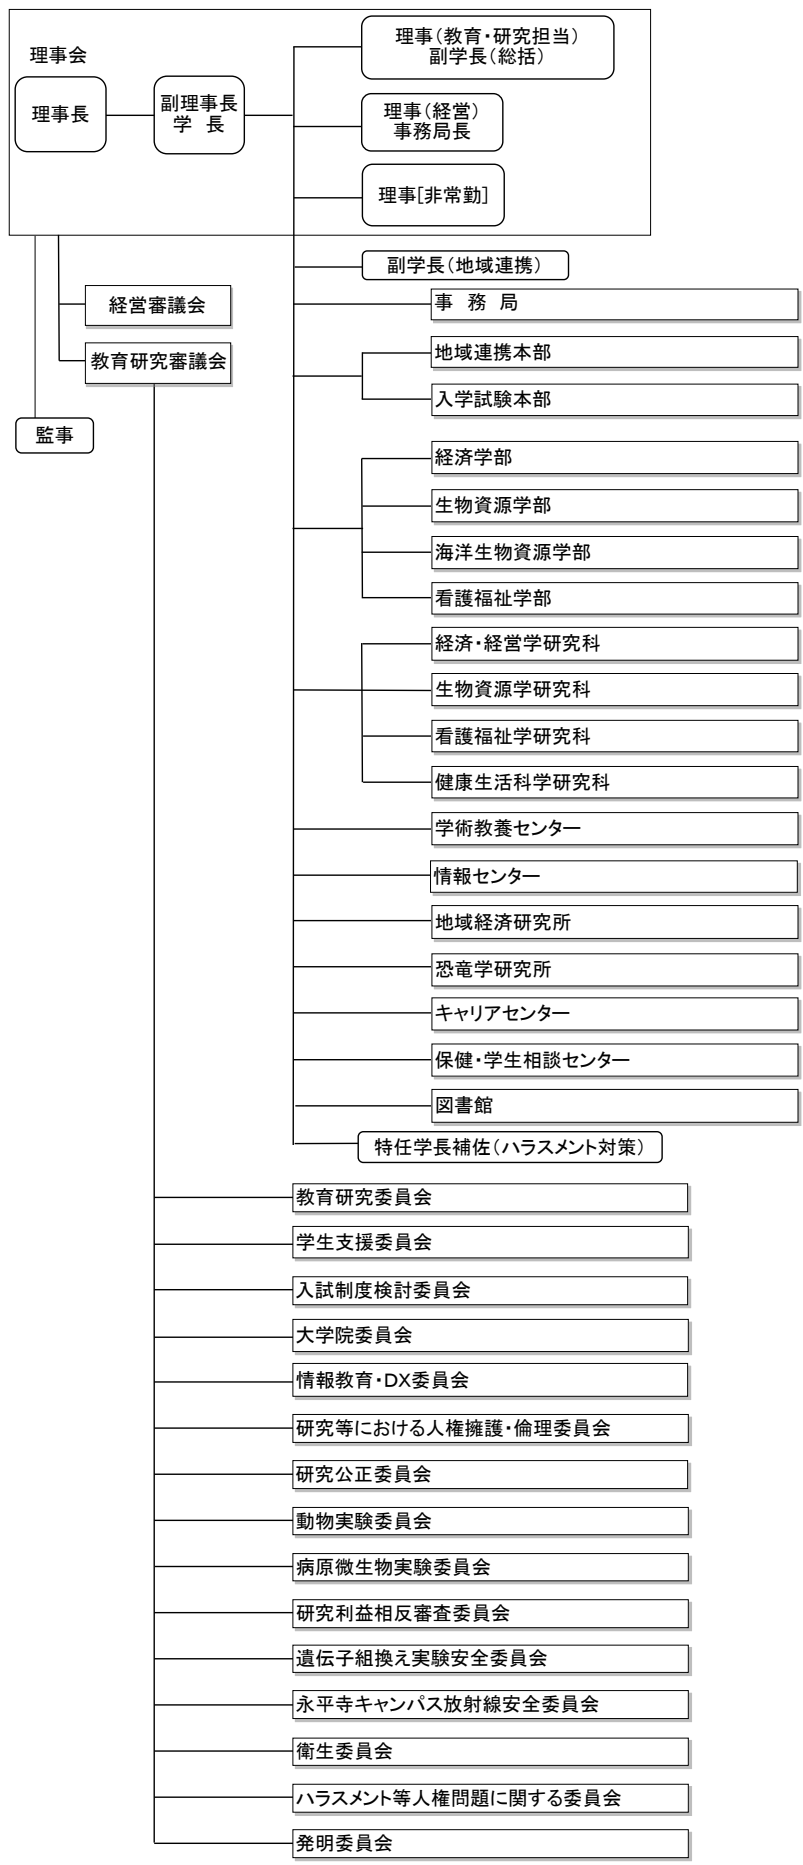 理事会
理事長
副理事長
学　長
理事（教育・研究担当）
副学長（総括）
理事（経営）
事務局長
理事[非常勤]
副学長（地域連携）
経営審議会
教育研究審議会
監事
事　務　局
地域連携本部
入学試験本部
経済学部
生物資源学部
海洋生物資源学部
看護福祉学部
経済・経営学研究科
生物資源学研究科
看護福祉学研究科
健康生活科学研究科
学術教養センター
情報センター
地域経済研究所
恐竜学研究所
キャリアセンター
保健・学生相談センター
図書館
特任学長補佐（ハラスメント対策）
教育研究委員会
学生支援委員会
入試制度検討委員会
大学院委員会
情報教育・DX委員会
研究等における人権擁護・倫理委員会
研究公正委員会
動物実験委員会
病原微生物実験委員会
研究利益相反審査委員会
遺伝子組換え実験安全委員会
永平寺キャンパス放射線安全委員会
衛生委員会
ハラスメント等人権問題に関する委員会
発明委員会